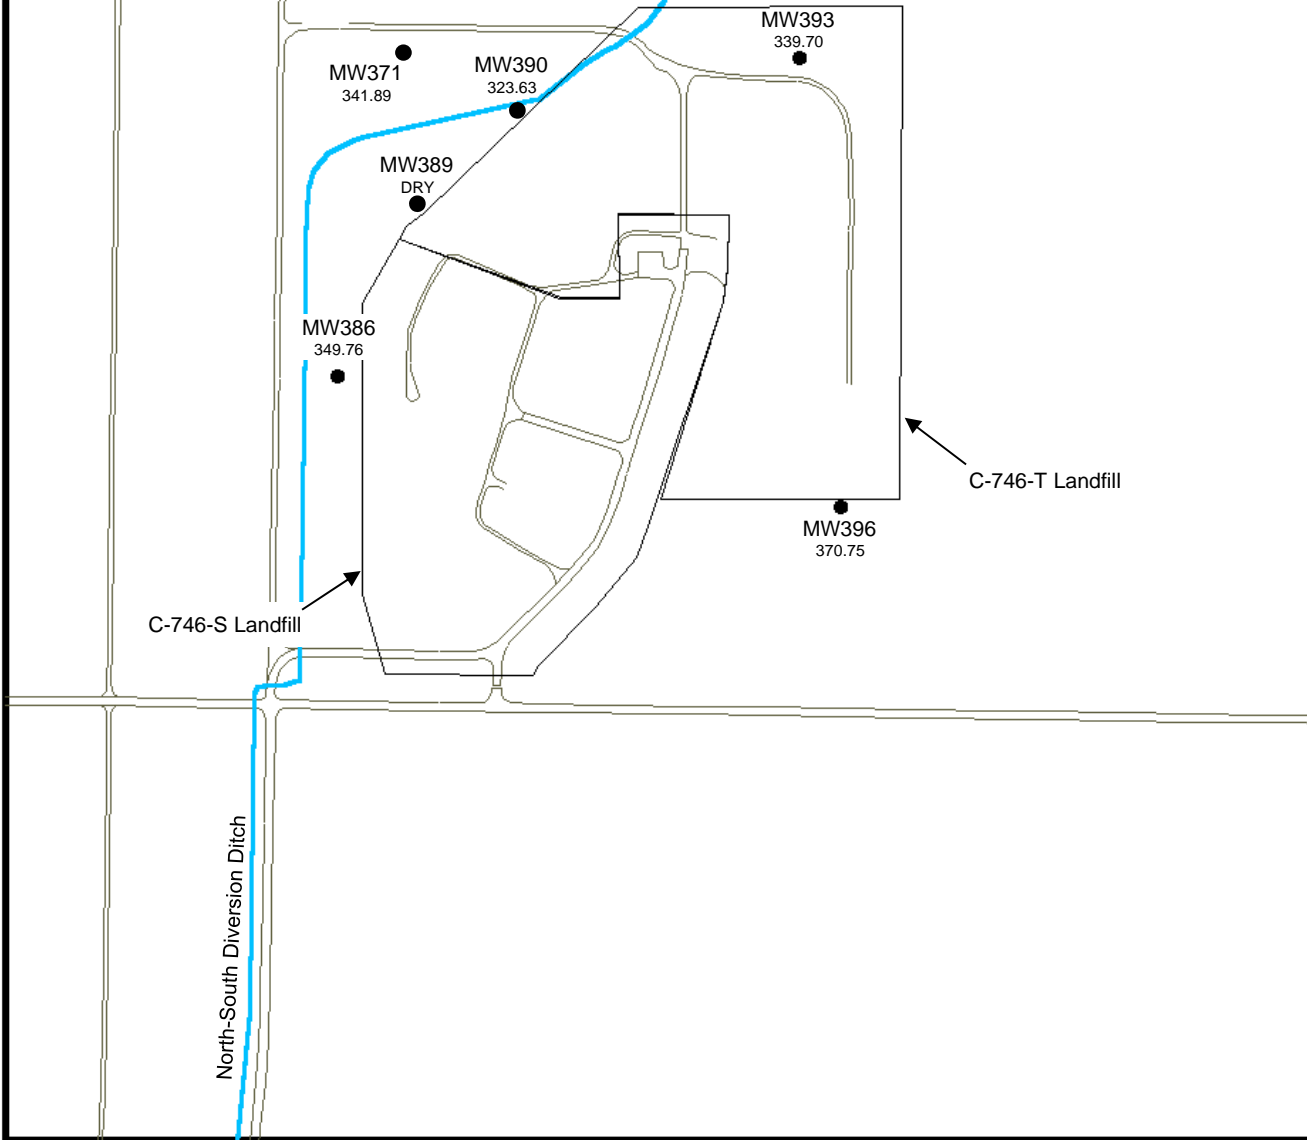 MW393
339.70
MW371
341.89
MW390
323.63
MW389
DRY
MW386
349.76
C-746-T Landfill
MW396
370.75
C-746-S Landfill
North-South Diversion Ditch